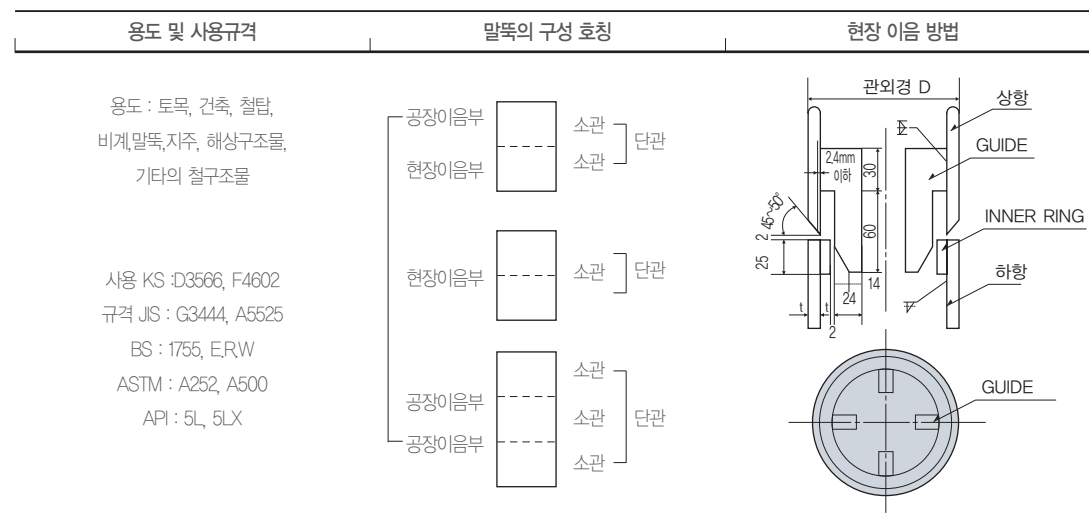 용도 및 사용규격
말뚝의 구성 호칭
현장 이음 방법
용도 : 토목, 건축, 철탑,
비계,말뚝,지주, 해상구조물,
기타의 철구조물
사용 KS :D3566, F4602
규격 JIS : G3444, A5525
BS : 1755, E.R.W
ASTM : A252, A500
API : 5L, 5LX
공장이음부
소관
단관
현장이음부
소관
현장이음부
소관
단관
소관
공장이음부
소관
단관
공장이음부
소관
관외경 D
상항
GUIDE
2.4mm
이하
30
45~50°
60
INNER RING
2
25
하항
14
24
t
t
2
GUIDE